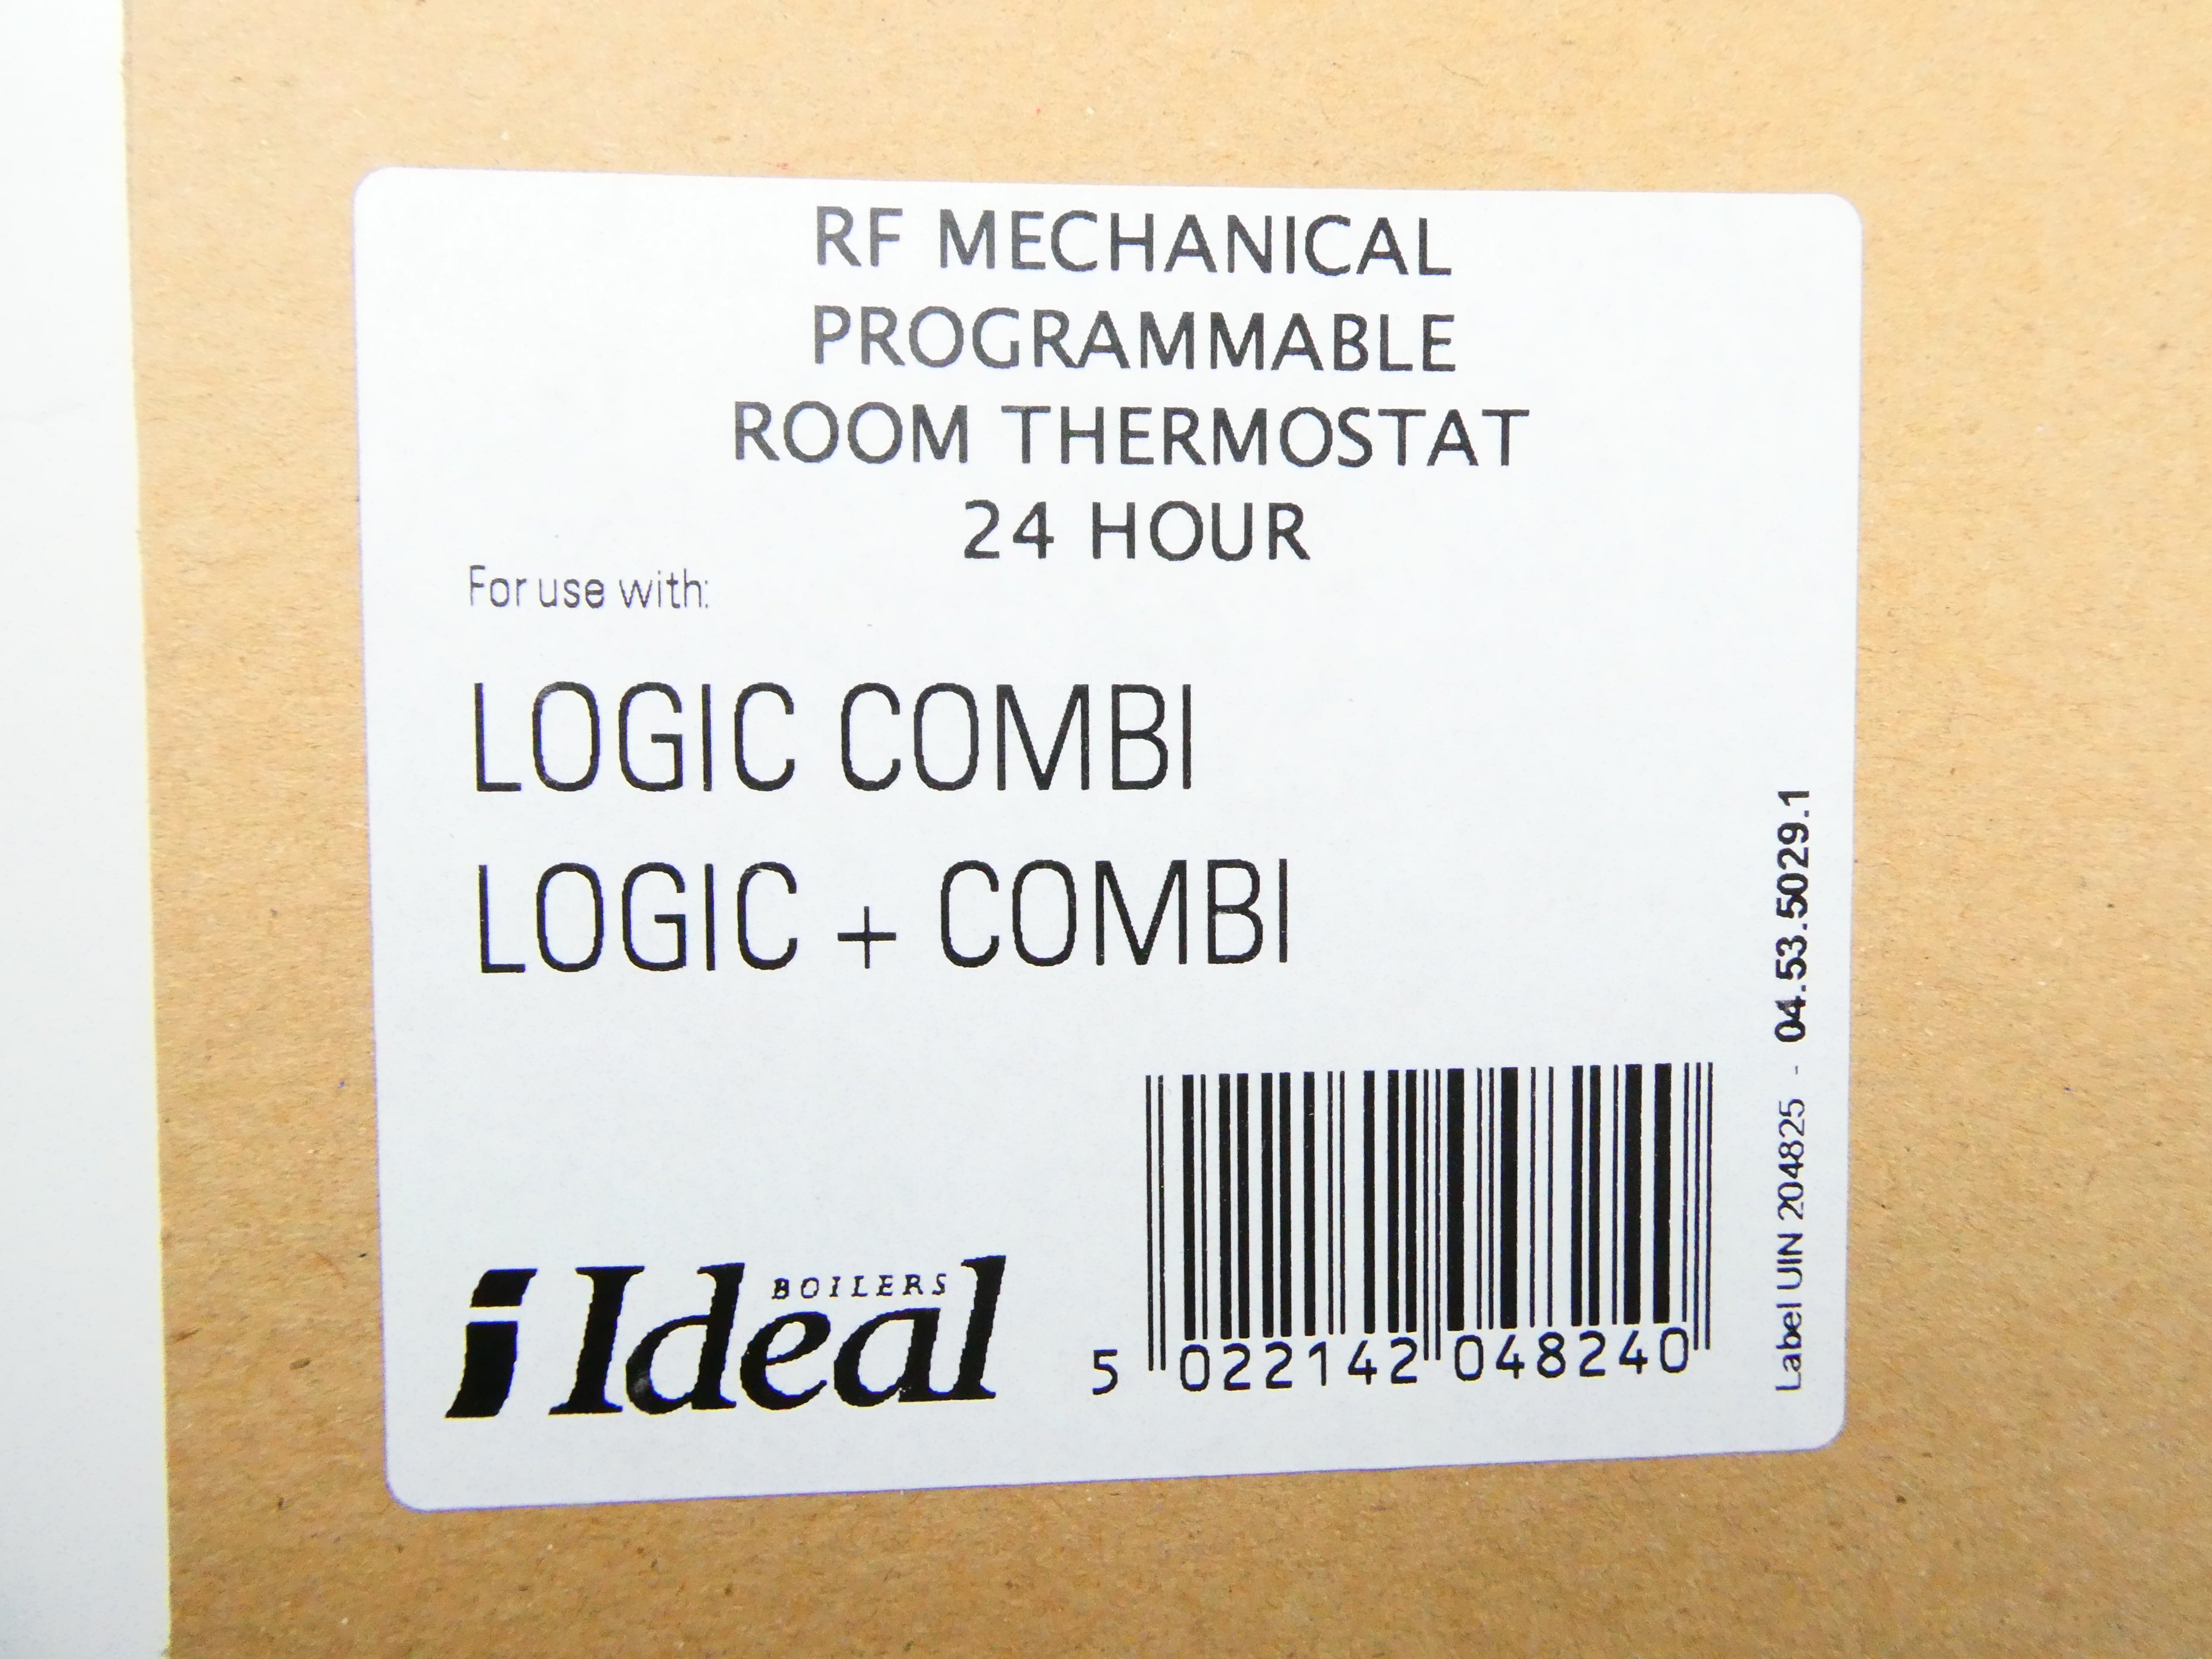 RF MECHANICAL
PROGRAMMABLE
ROOM THERMOSTAT
24 HOUR
For use with:
LOGIC COMBI
LOGIC + COMBI
BOILERS
Ideal
5 022142 048240
Label UIN 204825 - 04.53.5029.1